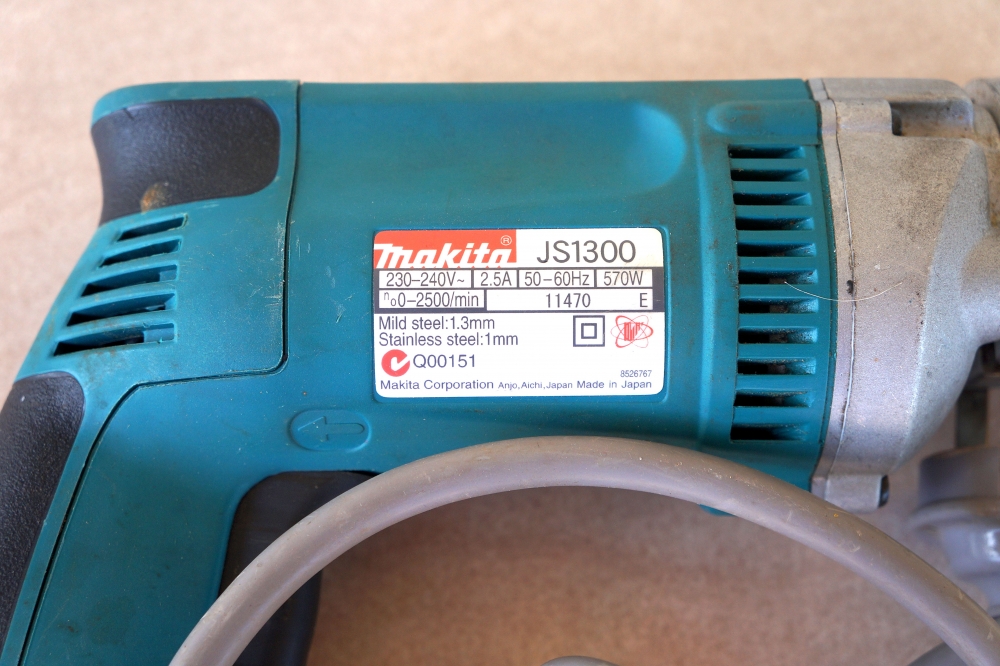 makita® JS1300
230–240V~ 2.5A 50–60Hz 570W
n₀0–2500/min 11470 E
Mild steel:1.3mm
Stainless steel:1mm
Q00151
8526767
Makita Corporation Anjo,Aichi,Japan Made in Japan